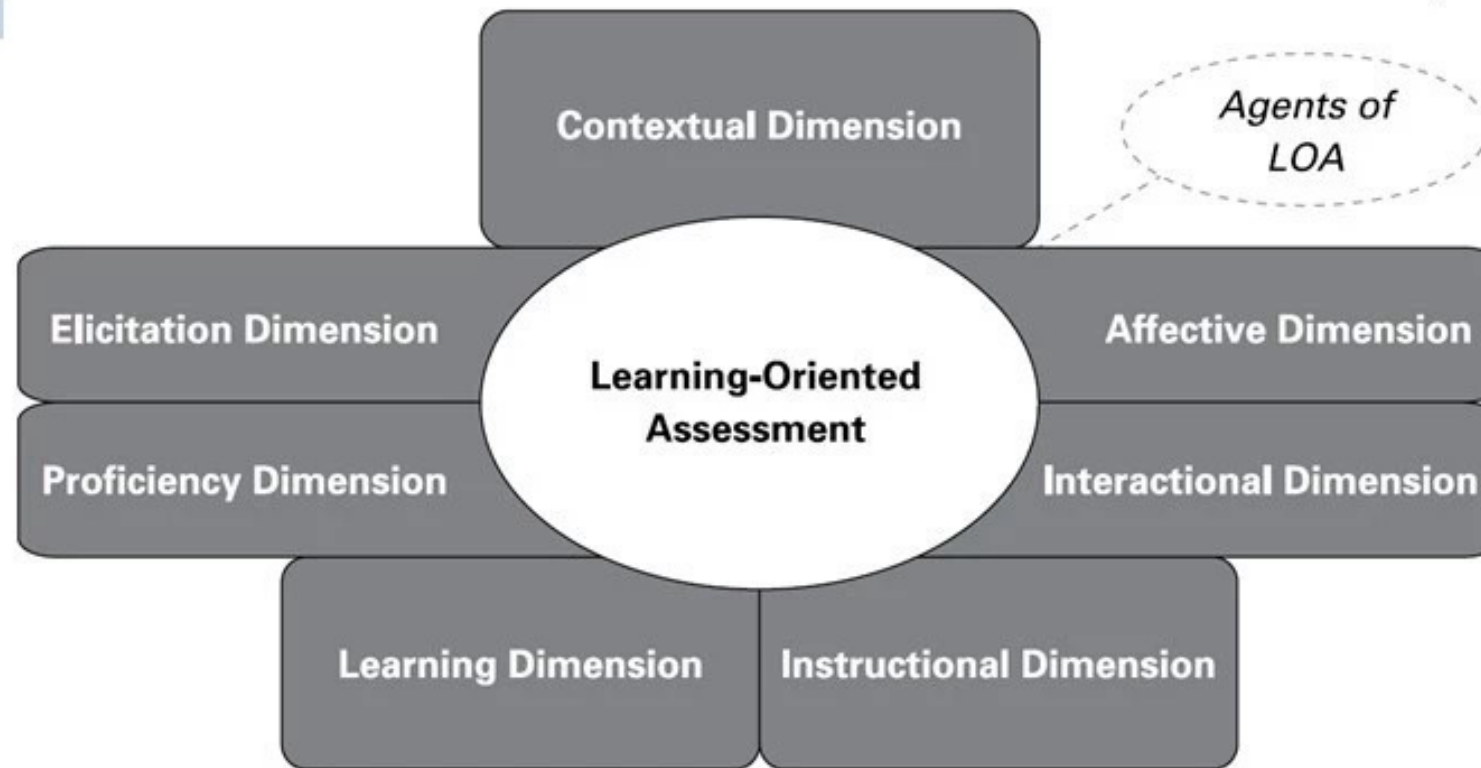 Contextual Dimension
Agents of
LOA
Elicitation Dimension
Affective Dimension
Learning-Oriented
Assessment
Proficiency Dimension
Interactional Dimension
Learning Dimension
Instructional Dimension